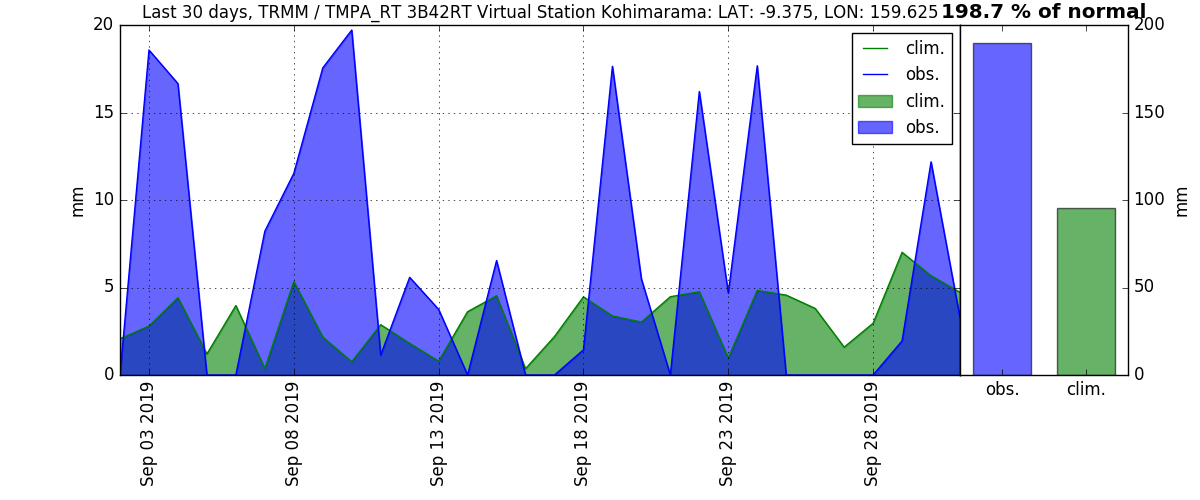 Last 30 days, TRMM / TMPA_RT 3B42RT Virtual Station Kohimarama: LAT: -9.375, LON: 159.625
198.7 % of normal
20
15
10
5
0
mm
clim.
obs.
clim.
obs.
200
150
100
50
0
mm
Sep 03 2019
Sep 08 2019
Sep 13 2019
Sep 18 2019
Sep 23 2019
Sep 28 2019
obs.
clim.